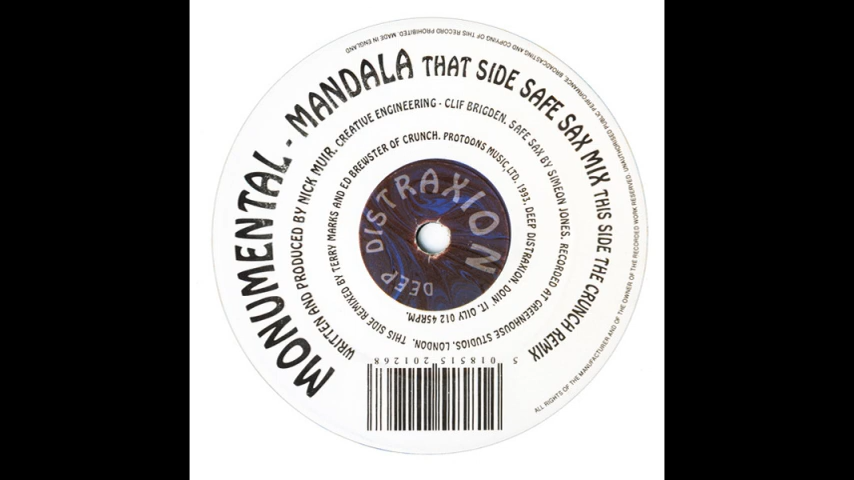 MONUMENTAL - MANDALA THAT SIDE SAFE SAX MIX THIS SIDE THE CRUNCH REMIX
WRITTEN AND PRODUCED BY NICK MUIR. CREATIVE ENGINEERING - CLIF BRIGDEN. SAFE SAX BY SIMEON JONES. RECORDED AT GREENHOUSE STUDIOS, LONDON.
THIS SIDE REMIXED BY TERRY MARKS AND ED BREWSTER OF CRUNCH. PROTOONS MUSIC LTD. 1993. DEEP DISTRAXION. DOIN' IT. OILY 012 45RPM.
DEEP DISTRAXION
5 018515 201268
ALL RIGHTS OF THE MANUFACTURER AND OF THE OWNER OF THE RECORDED WORK RESERVED. UNAUTHORISED PUBLIC PERFORMANCE, BROADCASTING AND COPYING OF THIS RECORD PROHIBITED. MADE IN ENGLAND